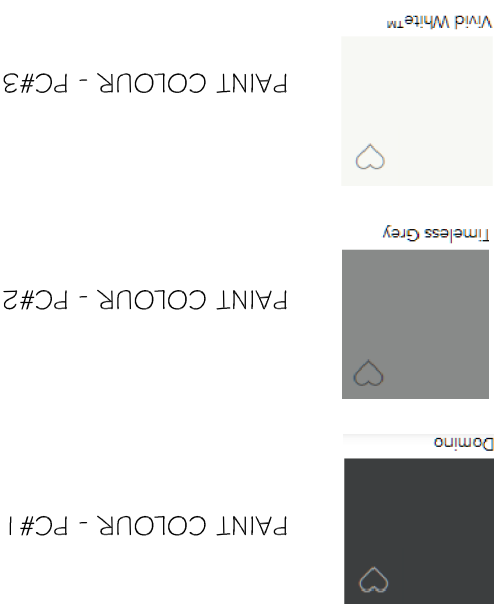 Domino
PAINT COLOUR - PC#1
Timeless Grey
PAINT COLOUR - PC#2
Vivid White™
PAINT COLOUR - PC#3